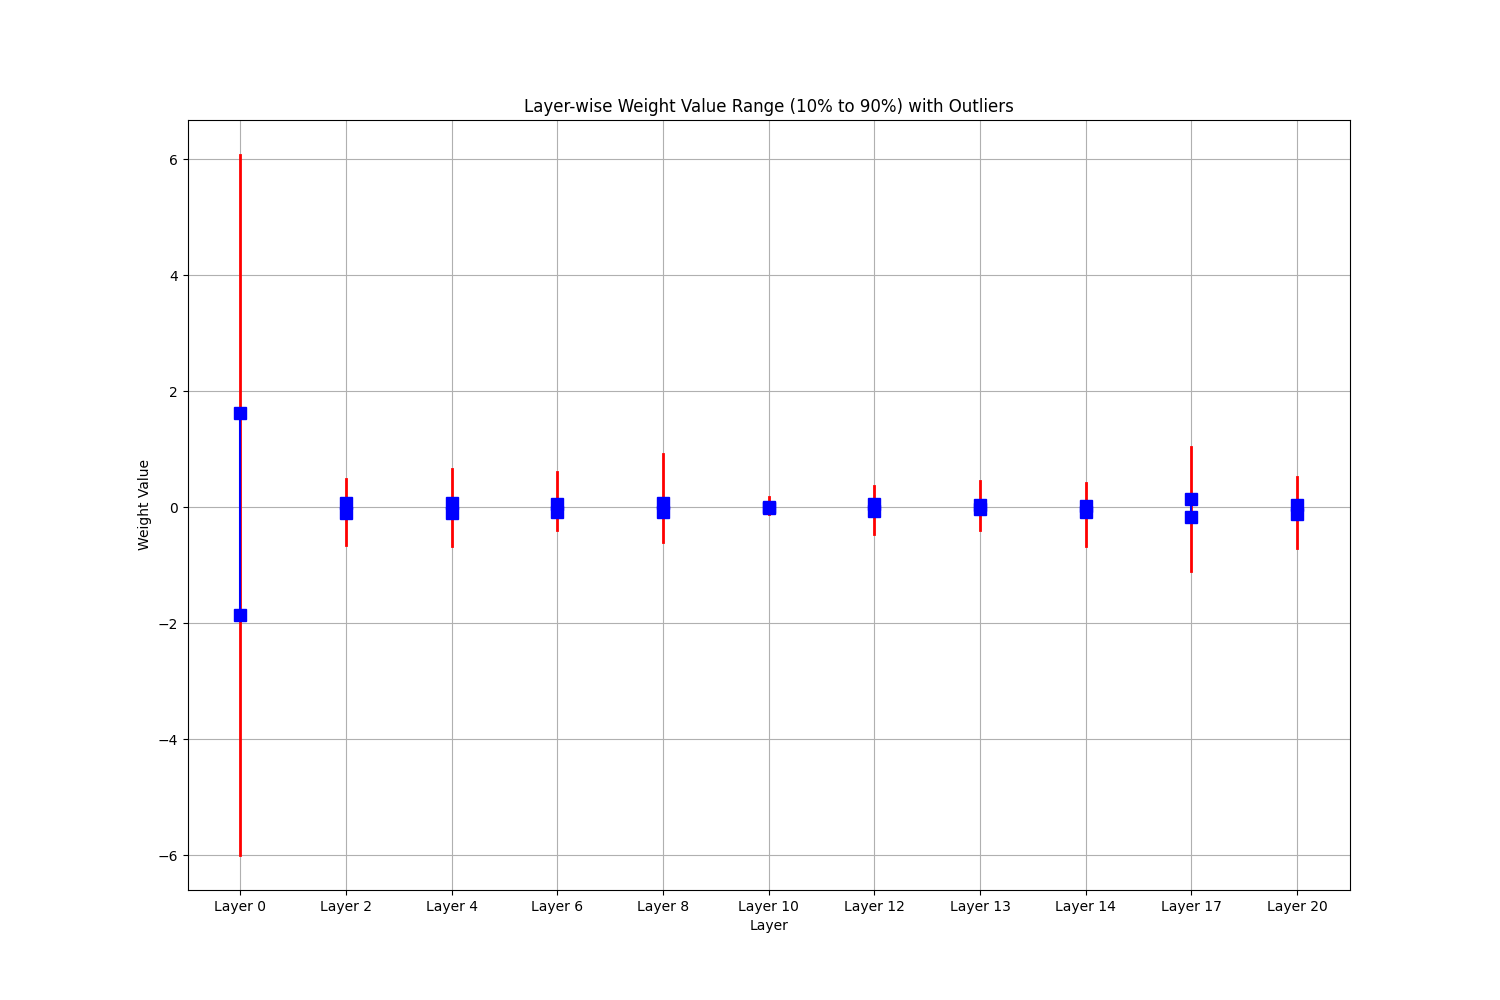 Layer-wise Weight Value Range (10% to 90%) with Outliers
6
4
2
0
−2
−4
−6
Weight Value
Layer 0 Layer 2 Layer 4 Layer 6 Layer 8 Layer 10 Layer 12 Layer 13 Layer 14 Layer 17 Layer 20
Layer